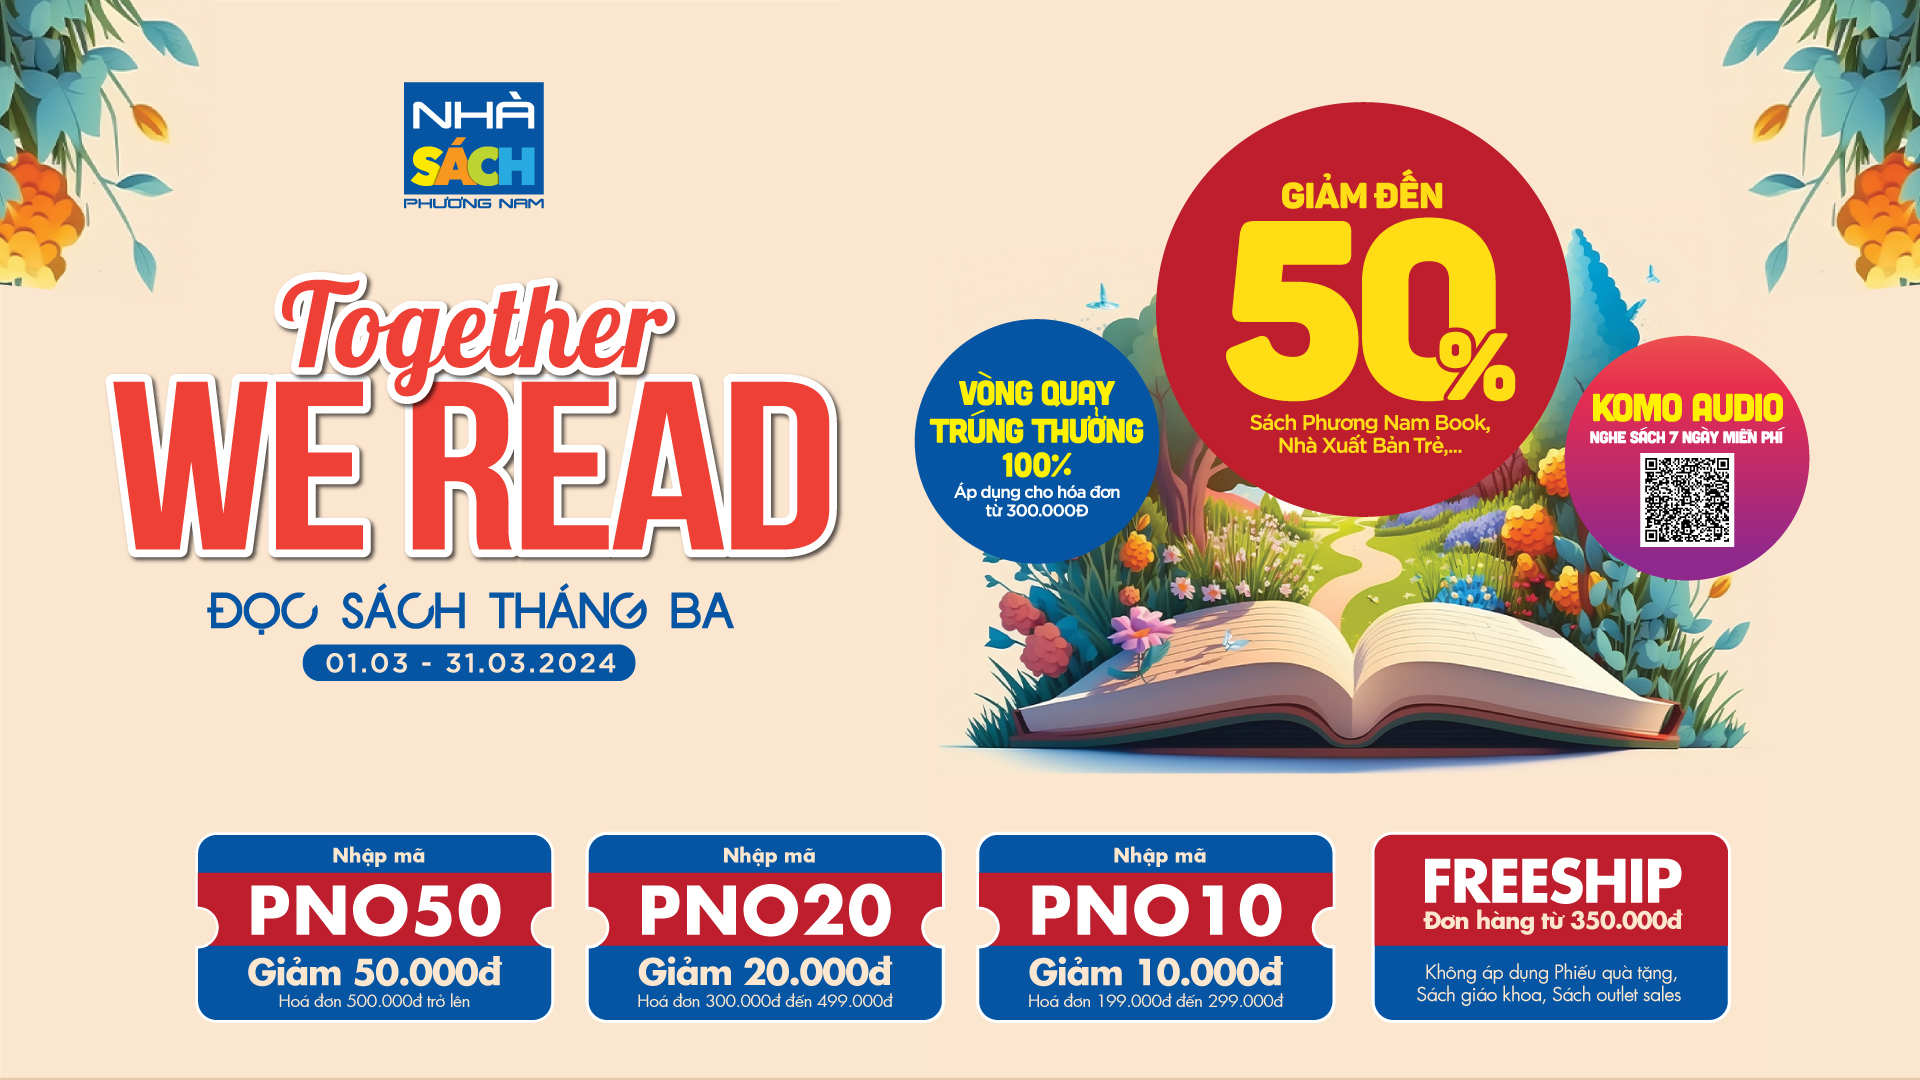 NHÀ
SÁCH
PHƯƠNG NAM
Together
WE READ
ĐỌC SÁCH THÁNG BA
01.03 - 31.03.2024
GIẢM ĐẾN
50%
Sách Phương Nam Book,
Nhà Xuất Bản Trẻ,...
VÒNG QUAY
TRÚNG THƯỞNG
100%
Áp dụng cho hóa đơn
từ 300.000Đ
KOMO AUDIO
NGHE SÁCH 7 NGÀY MIỄN PHÍ
Nhập mã
PNO50
Giảm 50.000đ
Hoá đơn 500.000đ trở lên
Nhập mã
PNO20
Giảm 20.000đ
Hoá đơn 300.000đ đến 499.000đ
Nhập mã
PNO10
Giảm 10.000đ
Hoá đơn 199.000đ đến 299.000đ
FREESHIP
Đơn hàng từ 350.000đ
Không áp dụng Phiếu quà tặng,
Sách giáo khoa, Sách outlet sales